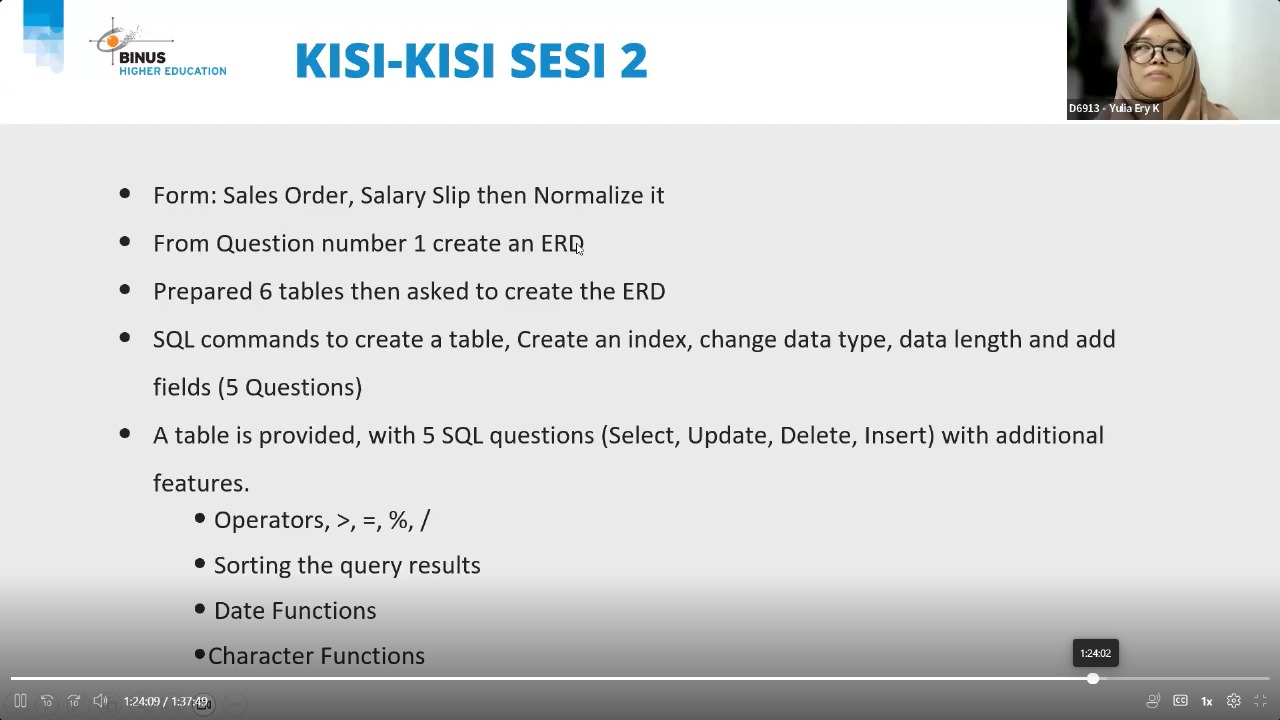 BINUS
HIGHER EDUCATION
KISI-KISI SESI 2
D6913 - Yulia Ery K
• Form: Sales Order, Salary Slip then Normalize it
• From Question number 1 create an ERD
• Prepared 6 tables then asked to create the ERD
• SQL commands to create a table, Create an index, change data type, data length and add
fields (5 Questions)
• A table is provided, with 5 SQL questions (Select, Update, Delete, Insert) with additional
features.
• Operators, >, =, %, /
• Sorting the query results
• Date Functions
• Character Functions
1:24:02
10 10 1:24:09 / 1:37:49 CC 1x